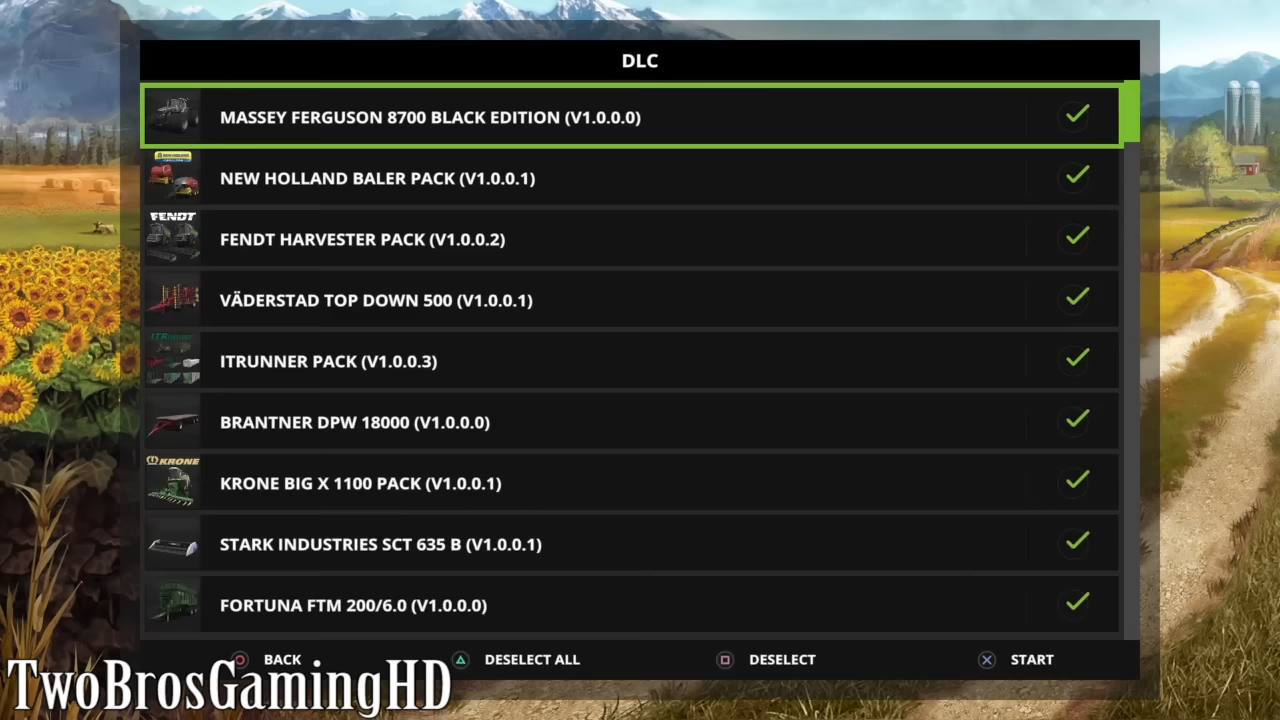 DLC
MASSEY FERGUSON 8700 BLACK EDITION (V1.0.0.0)
NEW HOLLAND BALER PACK (V1.0.0.1)
FENDT
FENDT HARVESTER PACK (V1.0.0.2)
VÄDERSTAD TOP DOWN 500 (V1.0.0.1)
ITRUNNER PACK (V1.0.0.3)
BRANTNER DPW 18000 (V1.0.0.0)
KRONE
KRONE BIG X 1100 PACK (V1.0.0.1)
STARK INDUSTRIES SCT 635 B (V1.0.0.1)
FORTUNA FTM 200/6.0 (V1.0.0.0)
BACK DESELECT ALL DESELECT START
TwoBrosGamingHD